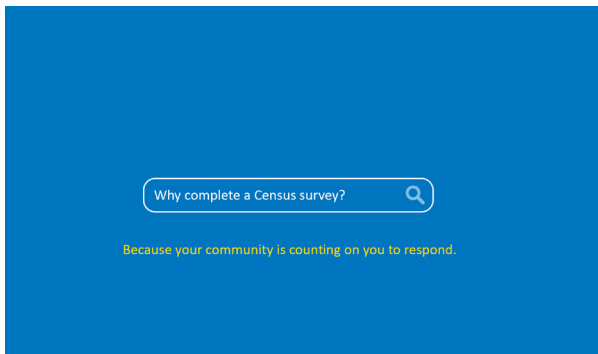 Why complete a Census survey?
Because your community is counting on you to respond.